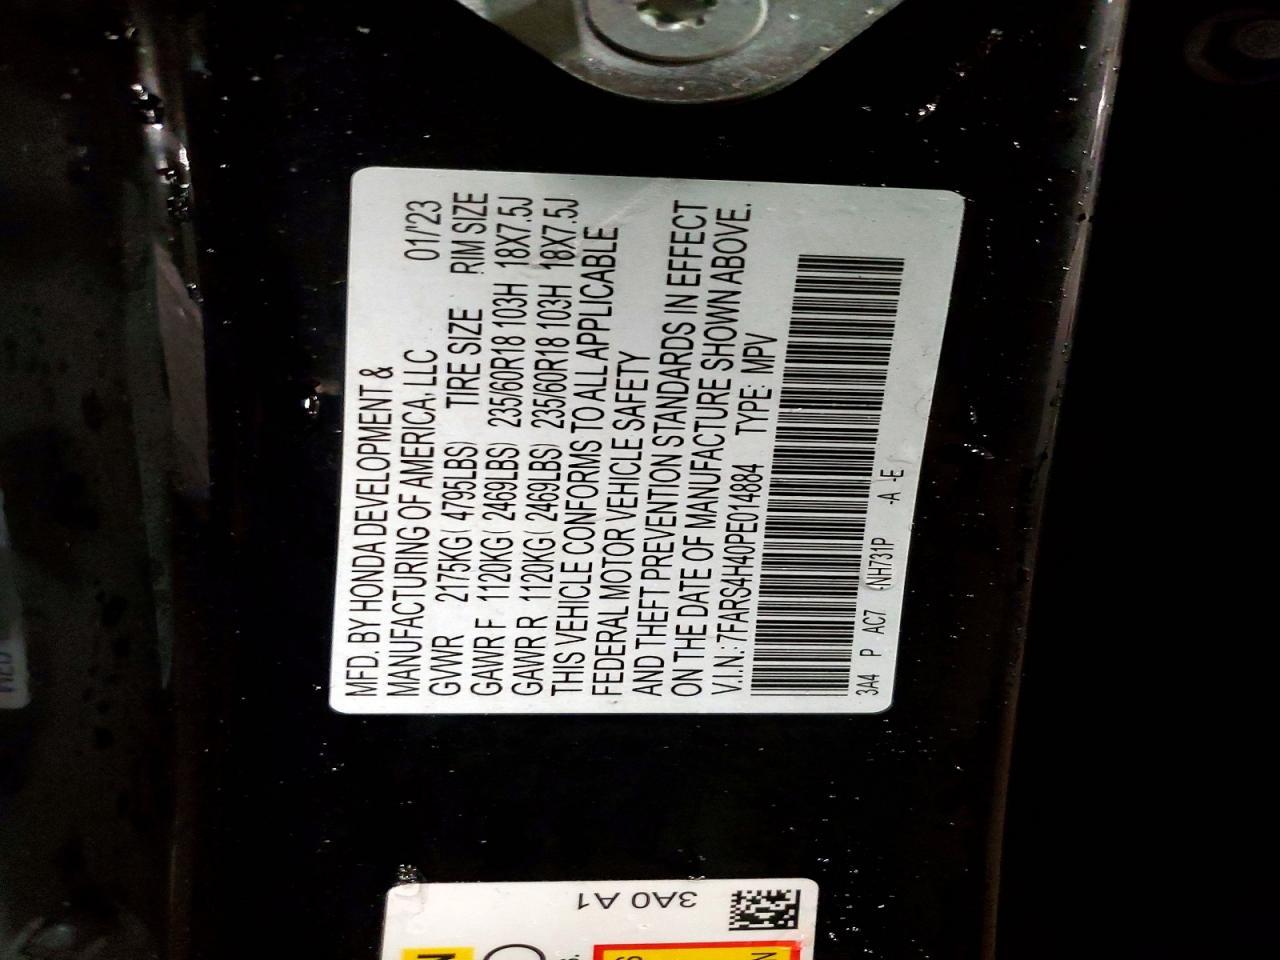 MFD. BY HONDA DEVELOPMENT &
MANUFACTURING OF AMERICA, LLC 01/'23
GVWR 2175KG( 4795LBS) TIRE SIZE RIM SIZE
GAWR F 1120KG( 2469LBS) 235/60R18 103H 18X7.5J
GAWR R 1120KG( 2469LBS) 235/60R18 103H 18X7.5J
THIS VEHICLE CONFORMS TO ALL APPLICABLE
FEDERAL MOTOR VEHICLE SAFETY
AND THEFT PREVENTION STANDARDS IN EFFECT
ON THE DATE OF MANUFACTURE SHOWN ABOVE.
V.I.N.:7FARS4H40PE014884 TYPE: MPV
3A4 P AC7 -NH731P -A -E
3A0 A1